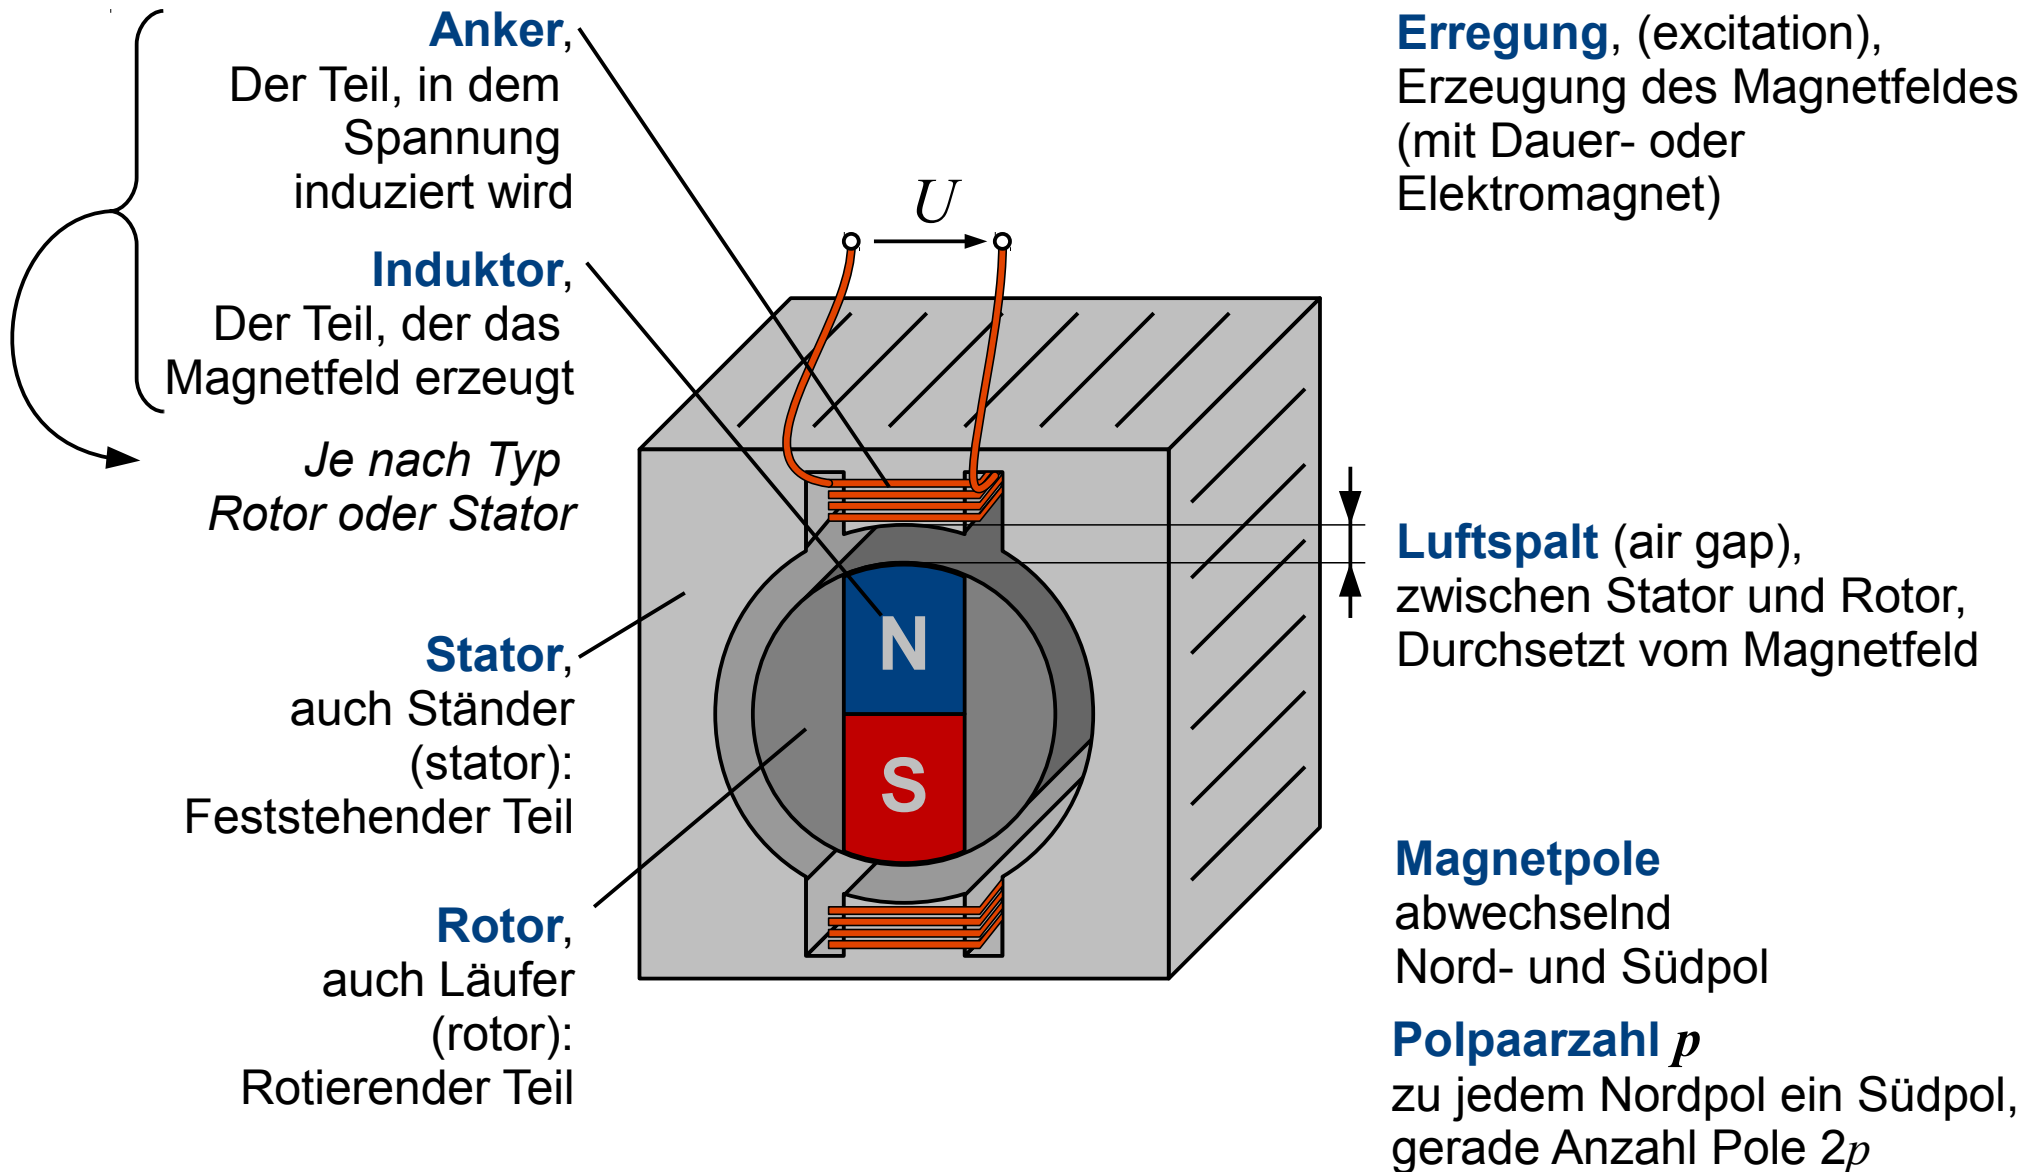 Anker,
Der Teil, in dem
Spannung
induziert wird
Induktor,
Der Teil, der das
Magnetfeld erzeugt
Je nach Typ
Rotor oder Stator
Stator,
auch Ständer
(stator):
Feststehender Teil
Rotor,
auch Läufer
(rotor):
Rotierender Teil
U
N
S
Erregung, (excitation),
Erzeugung des Magnetfeldes
(mit Dauer- oder
Elektromagnet)
Luftspalt (air gap),
zwischen Stator und Rotor,
Durchsetzt vom Magnetfeld
Magnetpole
abwechselnd
Nord- und Südpol
Polpaarzahl p
zu jedem Nordpol ein Südpol,
gerade Anzahl Pole 2p